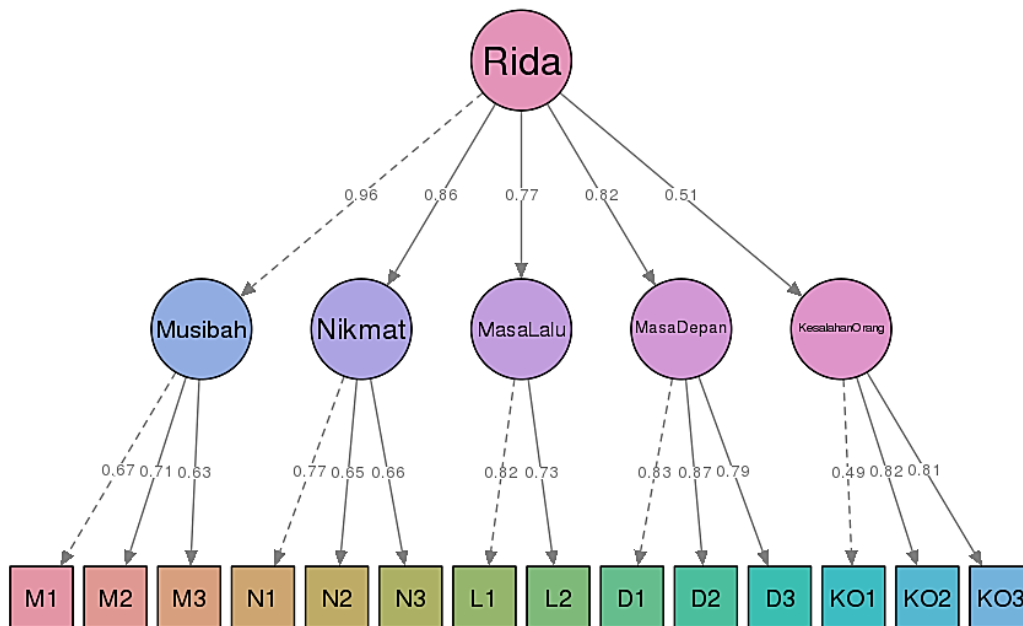 Rida
0.96 0.86 0.77 0.82 0.51
Musibah Nikmat MasaLalu MasaDepan KesalahanOrang
0.67 0.71 0.63 0.77 0.65 0.66 0.82 0.73 0.83 0.87 0.79 0.49 0.82 0.81
M1 M2 M3 N1 N2 N3 L1 L2 D1 D2 D3 KO1 KO2 KO3